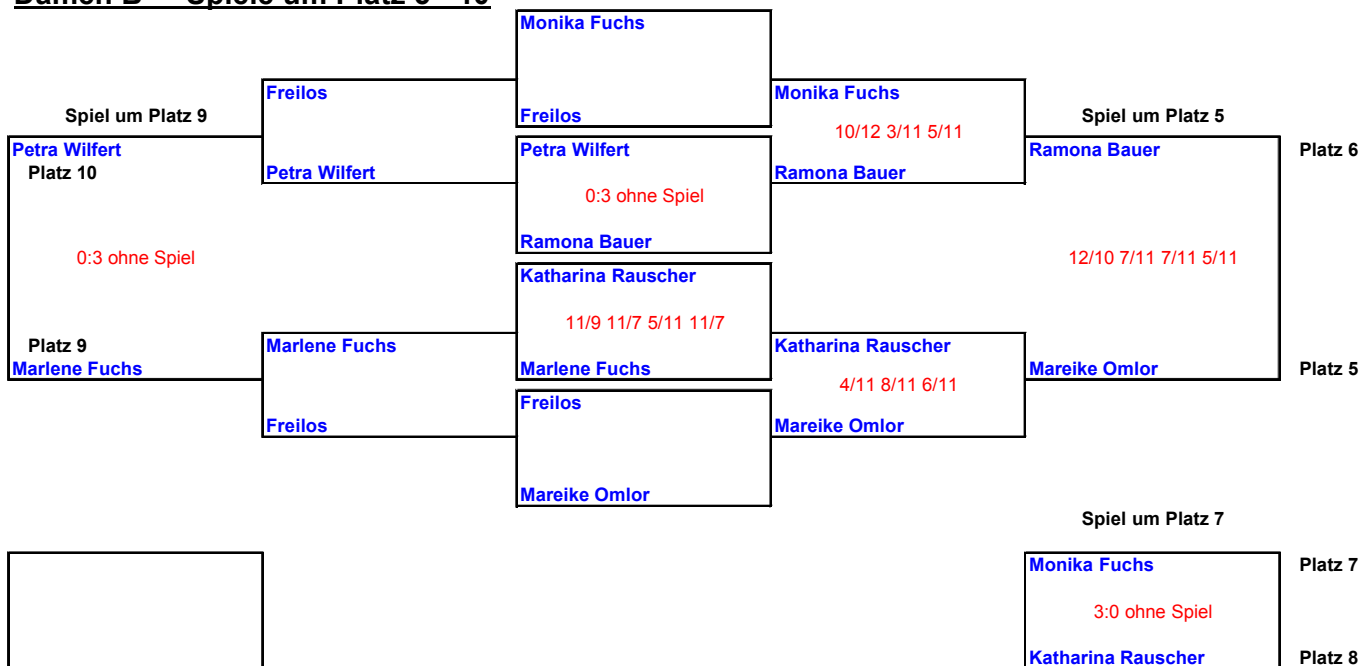 Damen B
Monika Fuchs
Freilos
Monika Fuchs
Spiel um Platz 9
Freilos
10/12 3/11 5/11
Spiel um Platz 5
Petra Wilfert
Petra Wilfert
Ramona Bauer
Platz 6
Platz 10
Petra Wilfert
Ramona Bauer
0:3 ohne Spiel
Ramona Bauer
0:3 ohne Spiel
12/10 7/11 7/11 5/11
Katharina Rauscher
11/9 11/7 5/11 11/7
Platz 9
Marlene Fuchs
Katharina Rauscher
Marlene Fuchs
Marlene Fuchs
Mareike Omlor
Platz 5
4/11 8/11 6/11
Freilos
Freilos
Mareike Omlor
Mareike Omlor
Spiel um Platz 7
Monika Fuchs
Platz 7
3:0 ohne Spiel
Katharina Rauscher
Platz 8